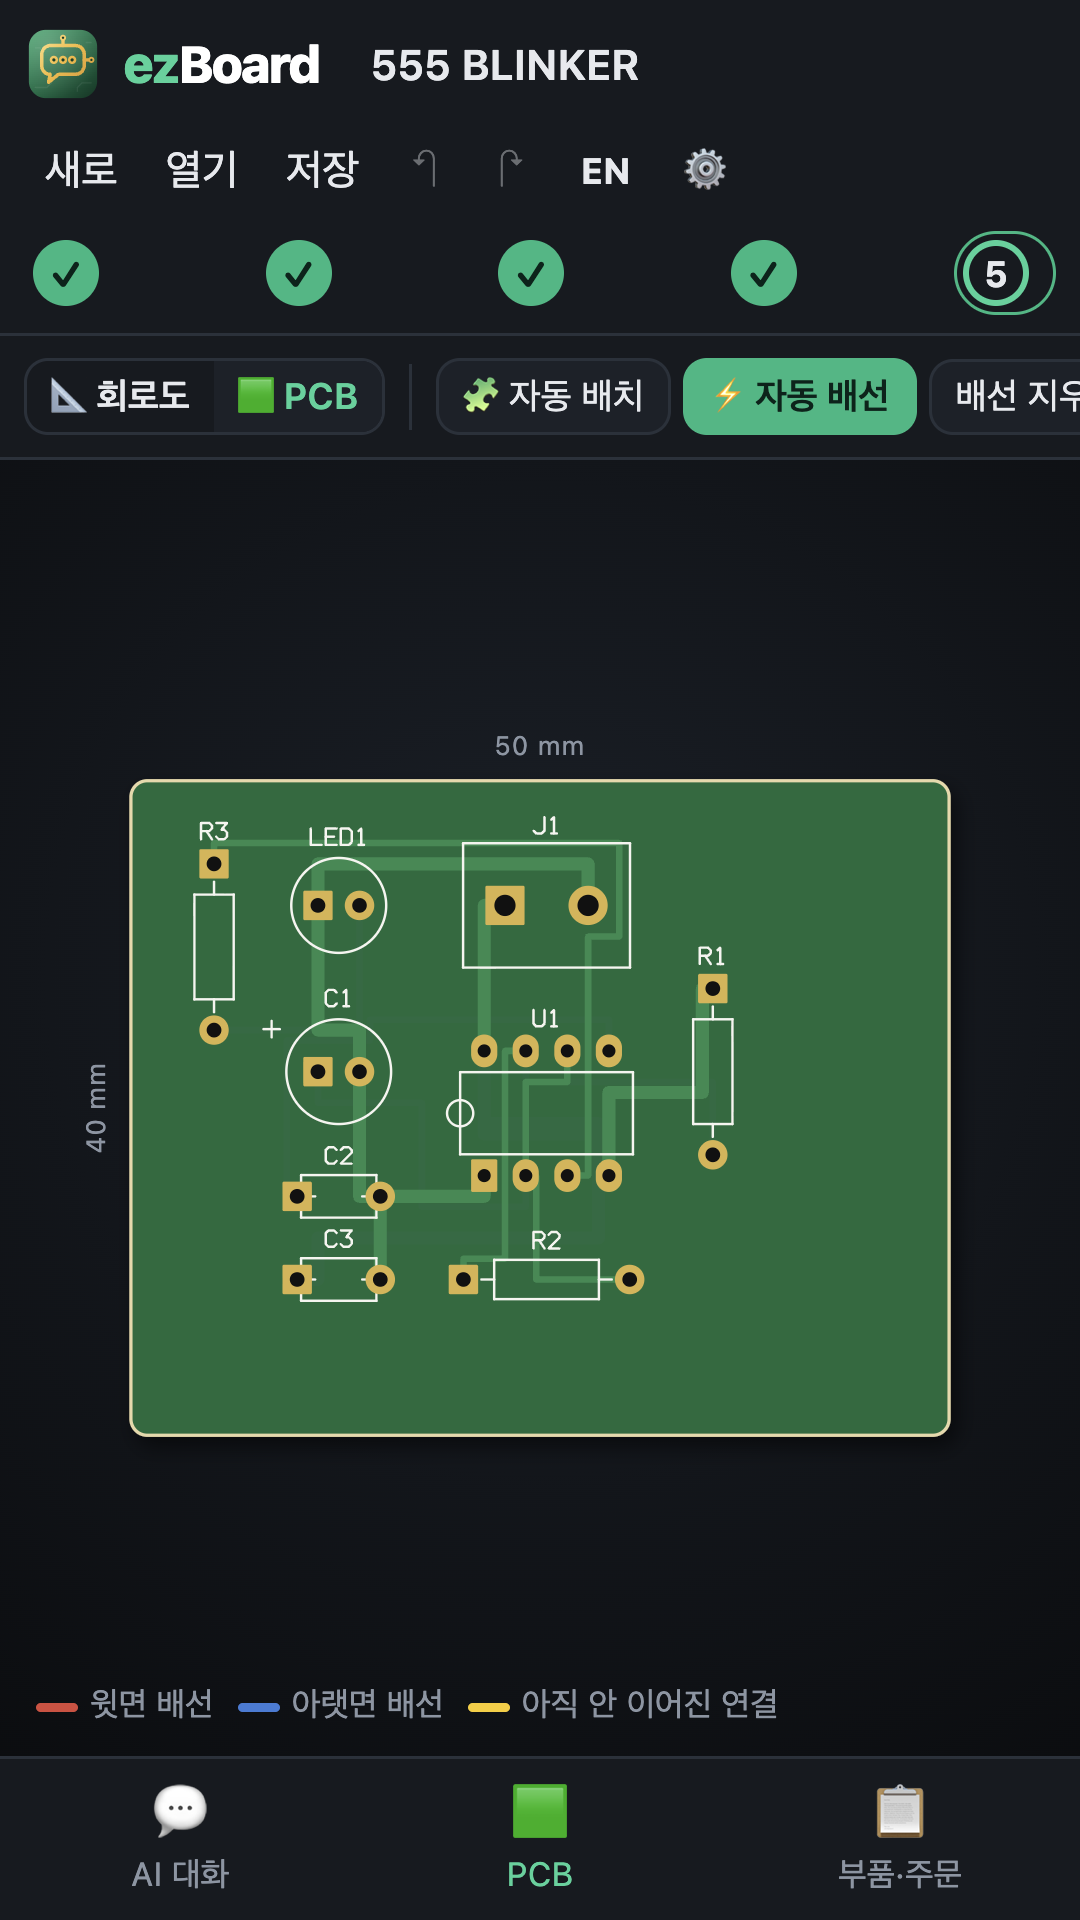 ezBoard 555 BLINKER
새로 열기 저장 EN
5
회로도 PCB 자동 배치 자동 배선 배선 지우
50 mm
R3 LED1 J1
R1
C1 U1
+
40 mm
C2
C3 R2
윗면 배선 아랫면 배선 아직 안 이어진 연결
AI 대화 PCB 부품·주문